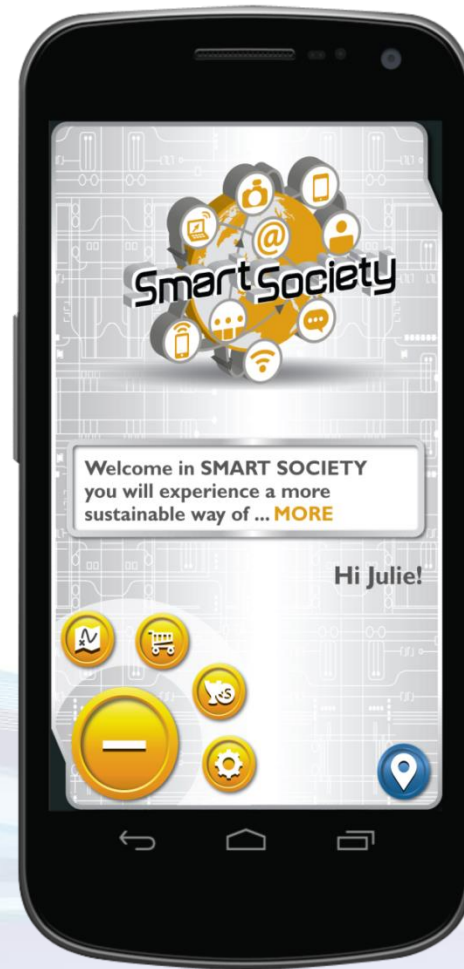 Smart Society
Welcome in SMART SOCIETY
you will experience a more
sustainable way of ... MORE
Hi Julie!